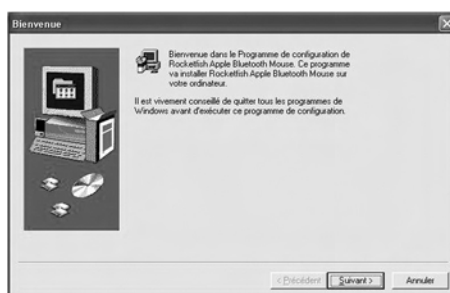 Bienvenue
Bienvenue dans le Programme de configuration de
Rocketfish Apple Bluetooth Mouse. Ce programme
va installer Rocketfish Apple Bluetooth Mouse sur
votre ordinateur.
Il est vivement conseillé de quitter tous les programmes de
Windows avant d'exécuter ce programme de configuration.
< Précédent Suivant > Annuler